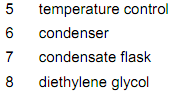 5 temperature control
6 condenser
7 condensate flask
8 diethylene glycol